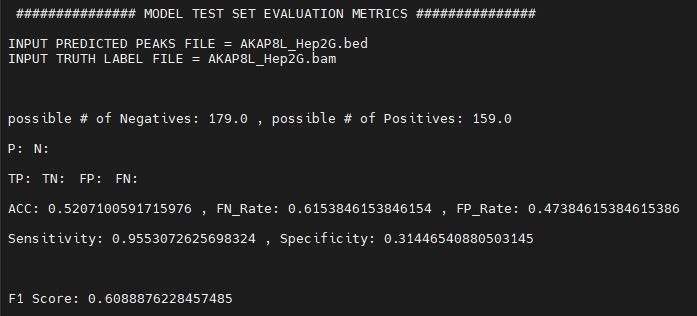 ############### MODEL TEST SET EVALUATION METRICS ###############
INPUT PREDICTED PEAKS FILE = AKAP8L_Hep2G.bed
INPUT TRUTH LABEL FILE = AKAP8L_Hep2G.bam
possible # of Negatives: 179.0 , possible # of Positives: 159.0
P: N:
TP: TN: FP: FN:
ACC: 0.5207100591715976 , FN_Rate: 0.6153846153846154 , FP_Rate: 0.47384615384615386
Sensitivity: 0.9553072625698324 , Specificity: 0.31446540880503145
F1 Score: 0.6088876228457485